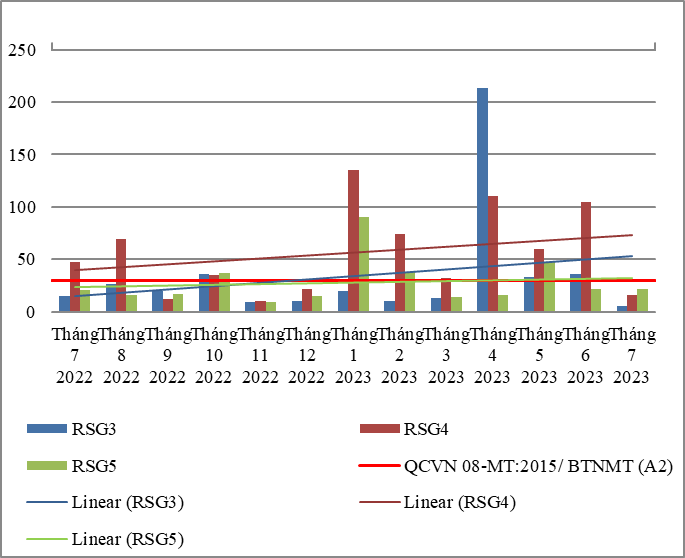 250
200
150
100
50
0
Tháng Tháng Tháng Tháng Tháng Tháng Tháng Tháng Tháng Tháng Tháng Tháng Tháng
7 8 9 10 11 12 1 2 3 4 5 6 7
2022 2022 2022 2022 2022 2022 2023 2023 2023 2023 2023 2023 2023
RSG3 RSG4
RSG5 QCVN 08-MT:2015/ BTNMT (A2)
Linear (RSG3) Linear (RSG4)
Linear (RSG5)